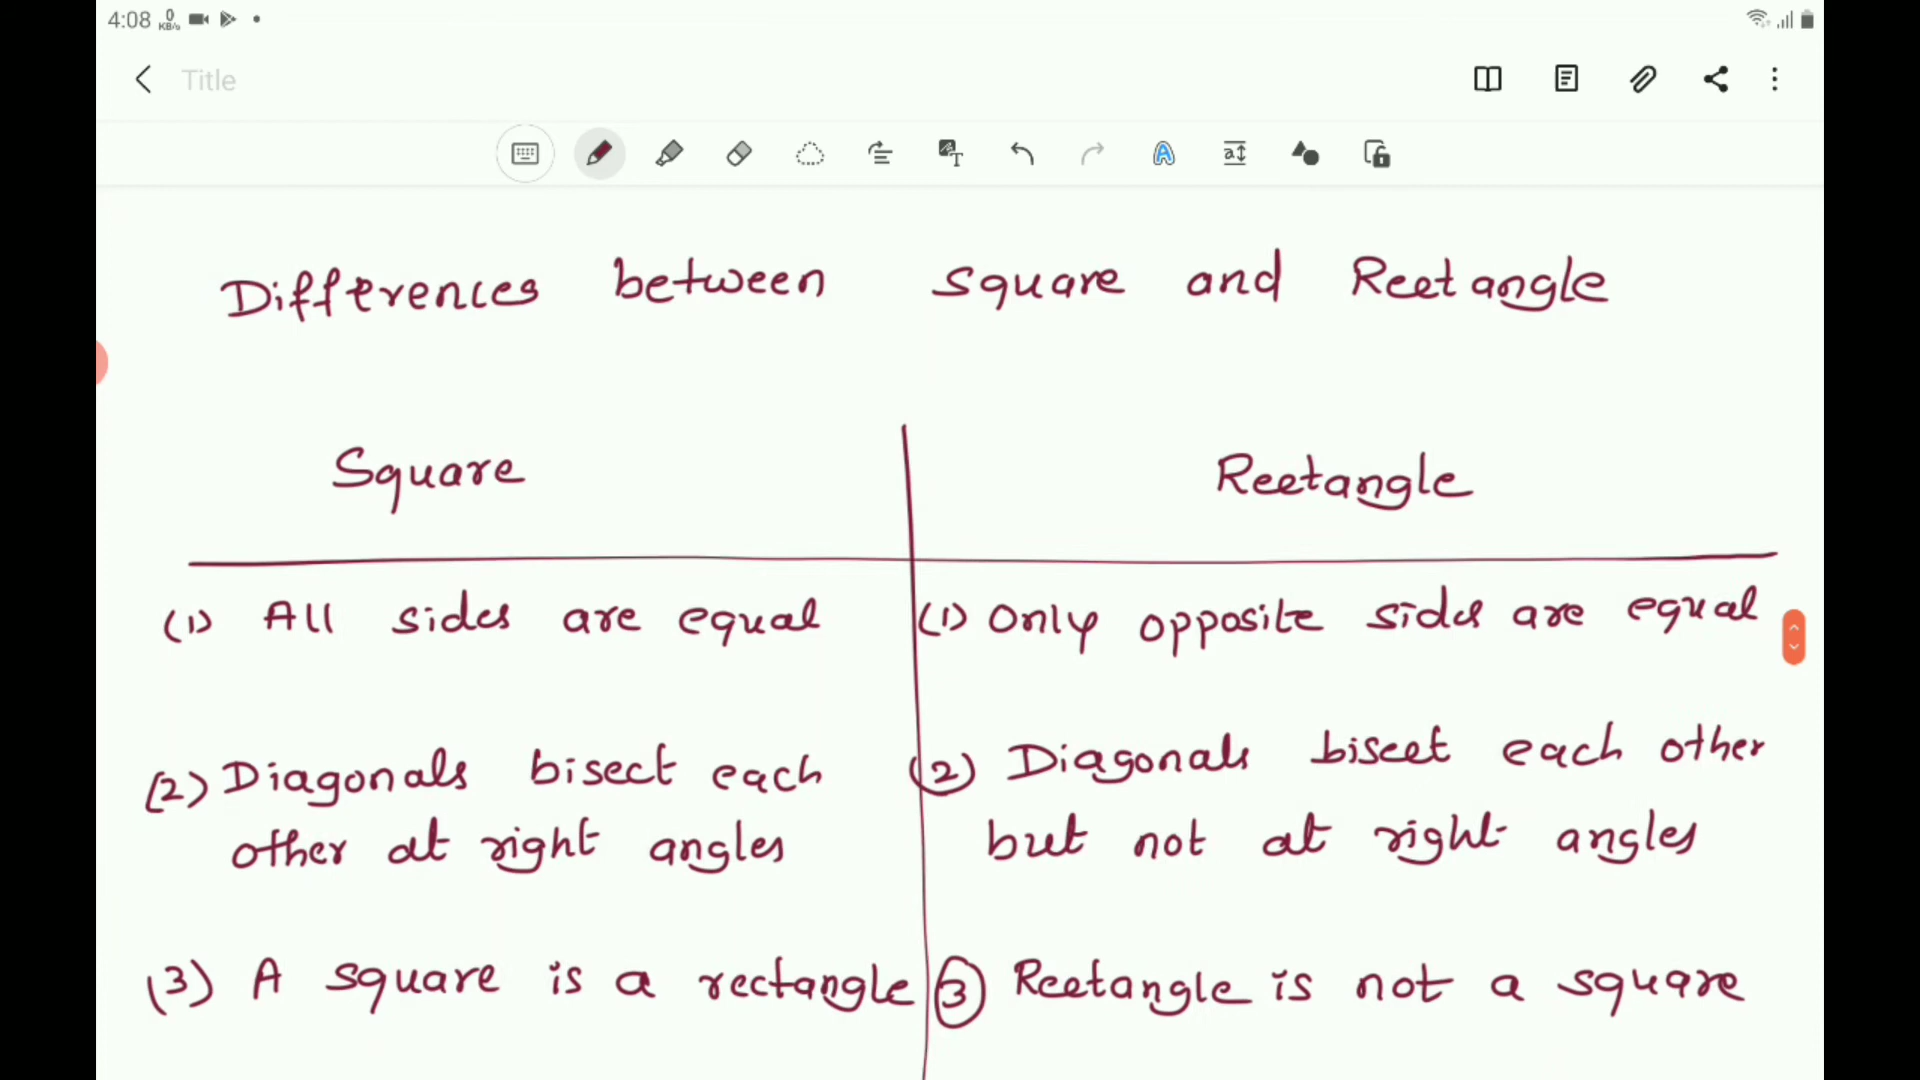 4:08 0 KB/s
Title
Differences between square and Rectangle
Square
Rectangle
(1) All sides are equal
(1) Only opposite sides are equal
(2) Diagonals bisect each
other at right angles
(2) Diagonals bisect each other
but not at right angles
(3) A square is a rectangle
(3) Rectangle is not a square